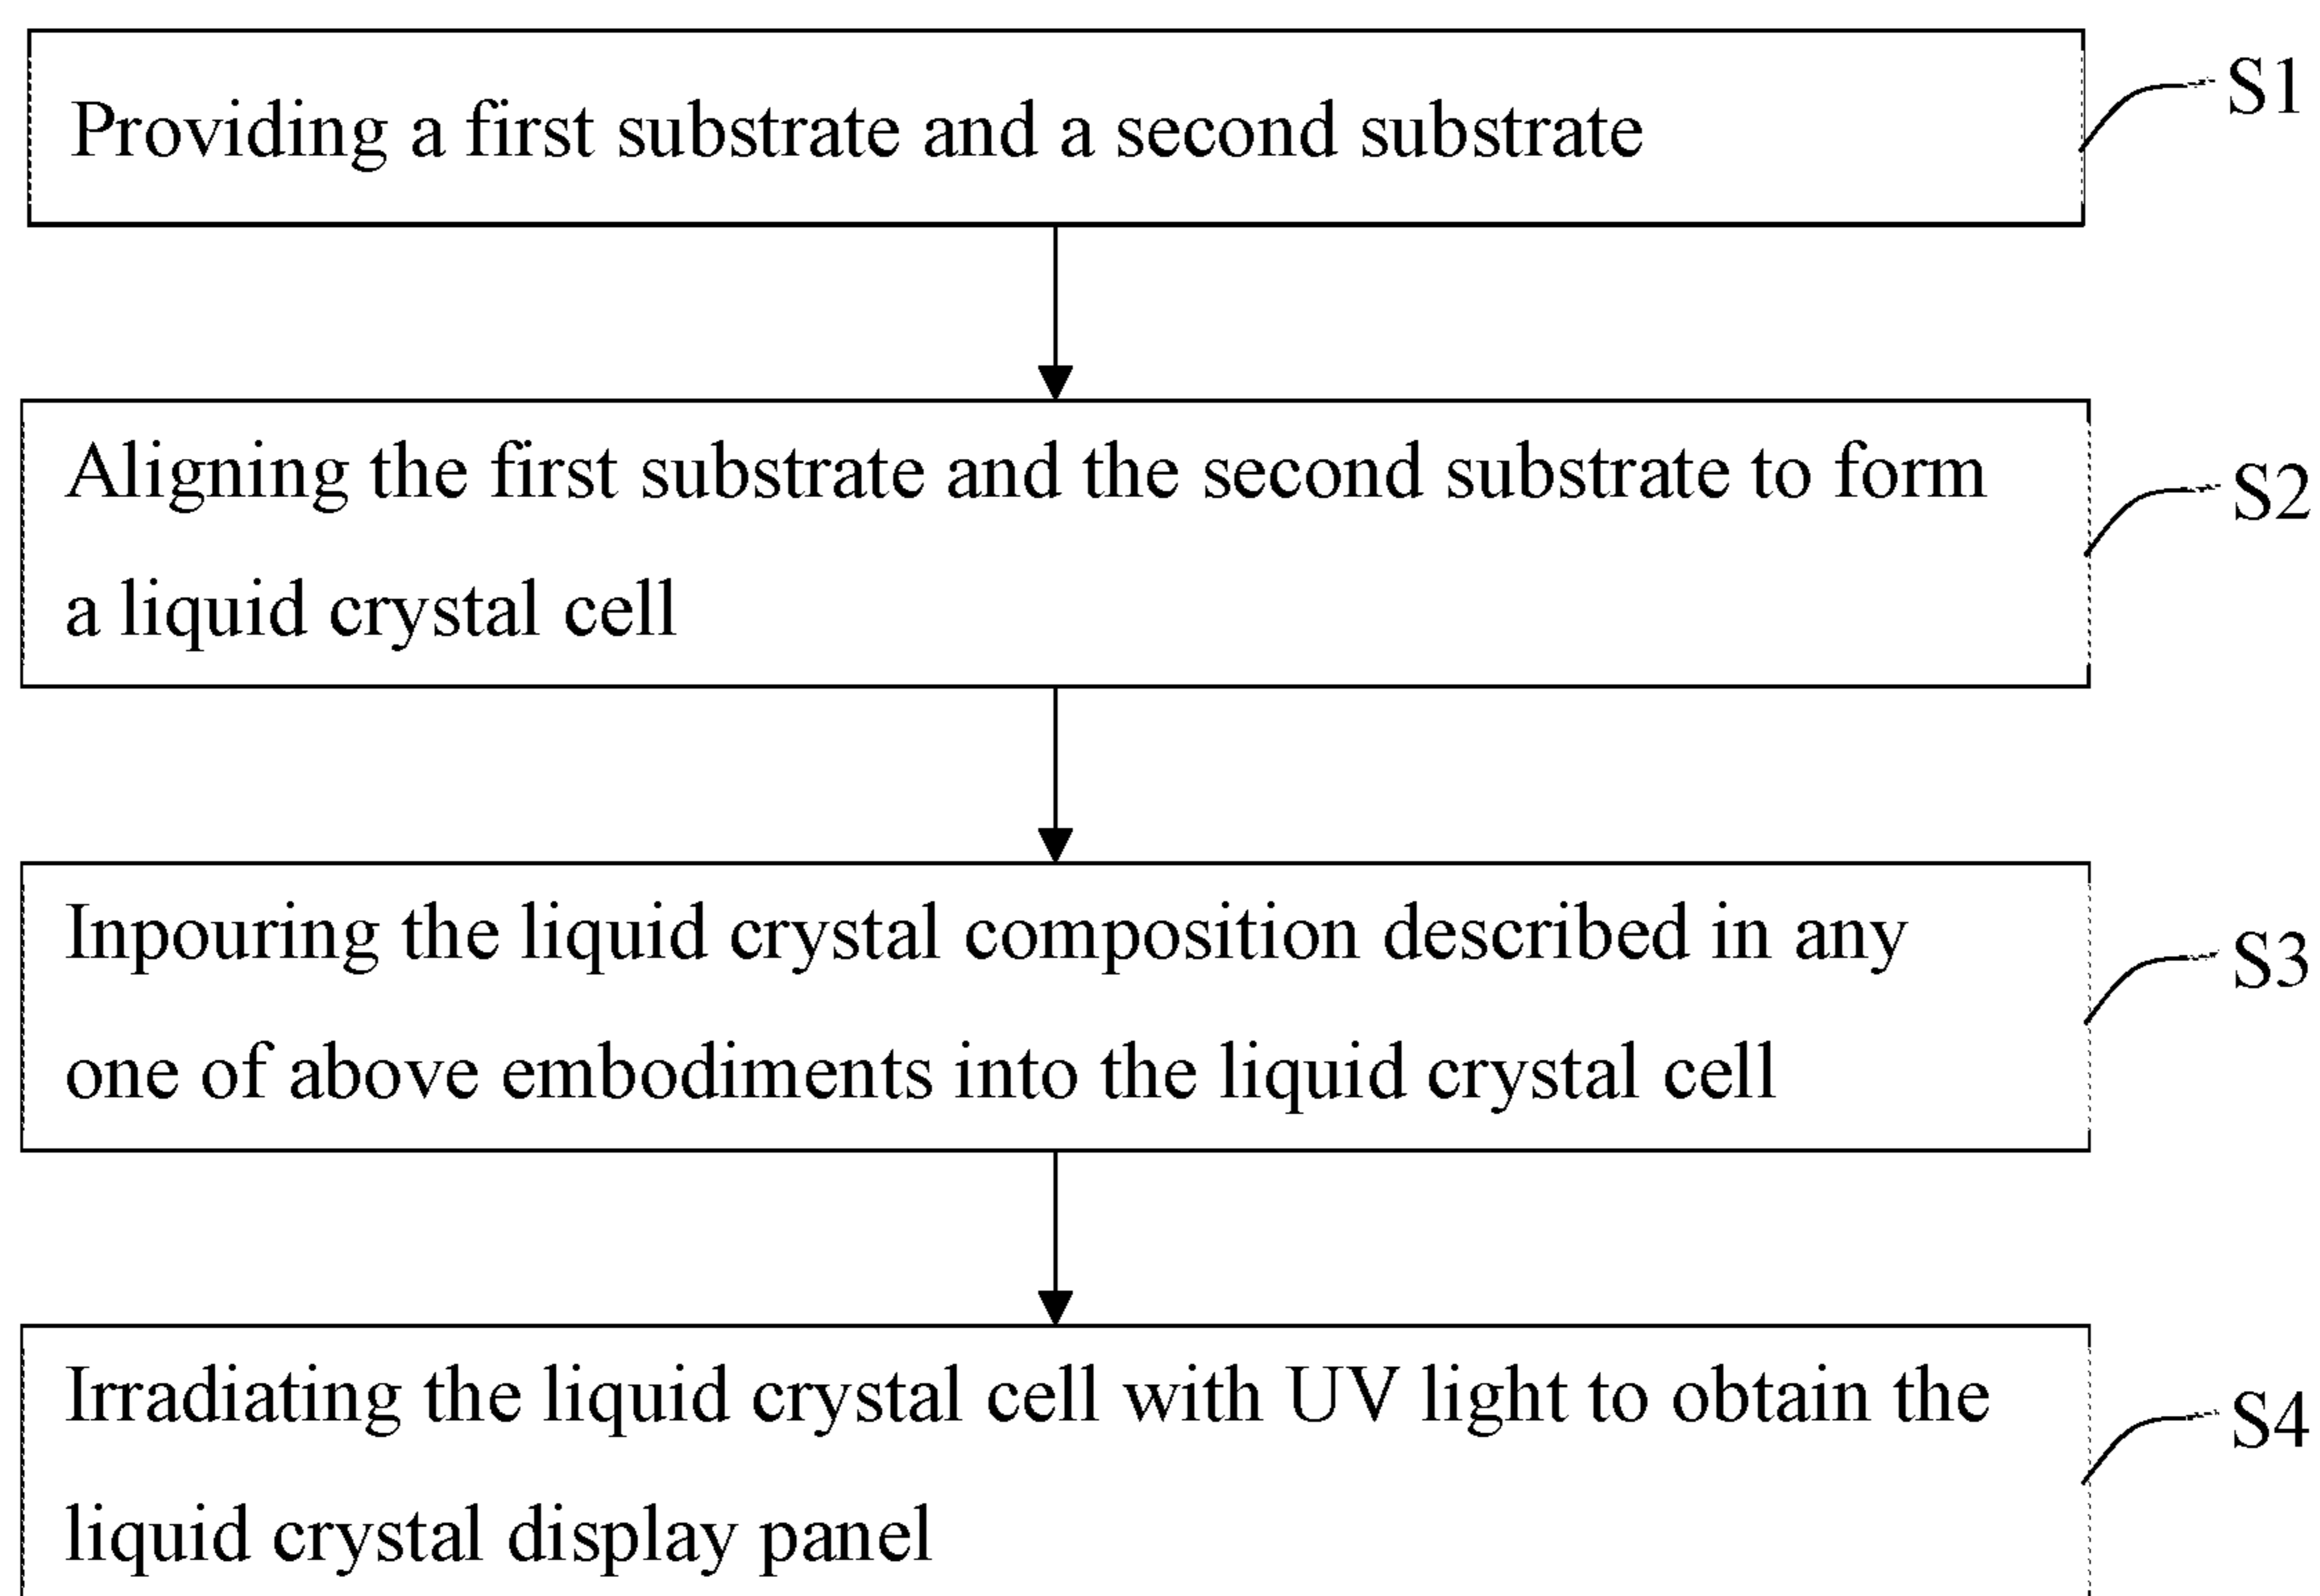 Providing a first substrate and a second substrate
S1
Aligning the first substrate and the second substrate to form
a liquid crystal cell
S2
Inpouring the liquid crystal composition described in any
one of above embodiments into the liquid crystal cell
S3
Irradiating the liquid crystal cell with UV light to obtain the
liquid crystal display panel
S4